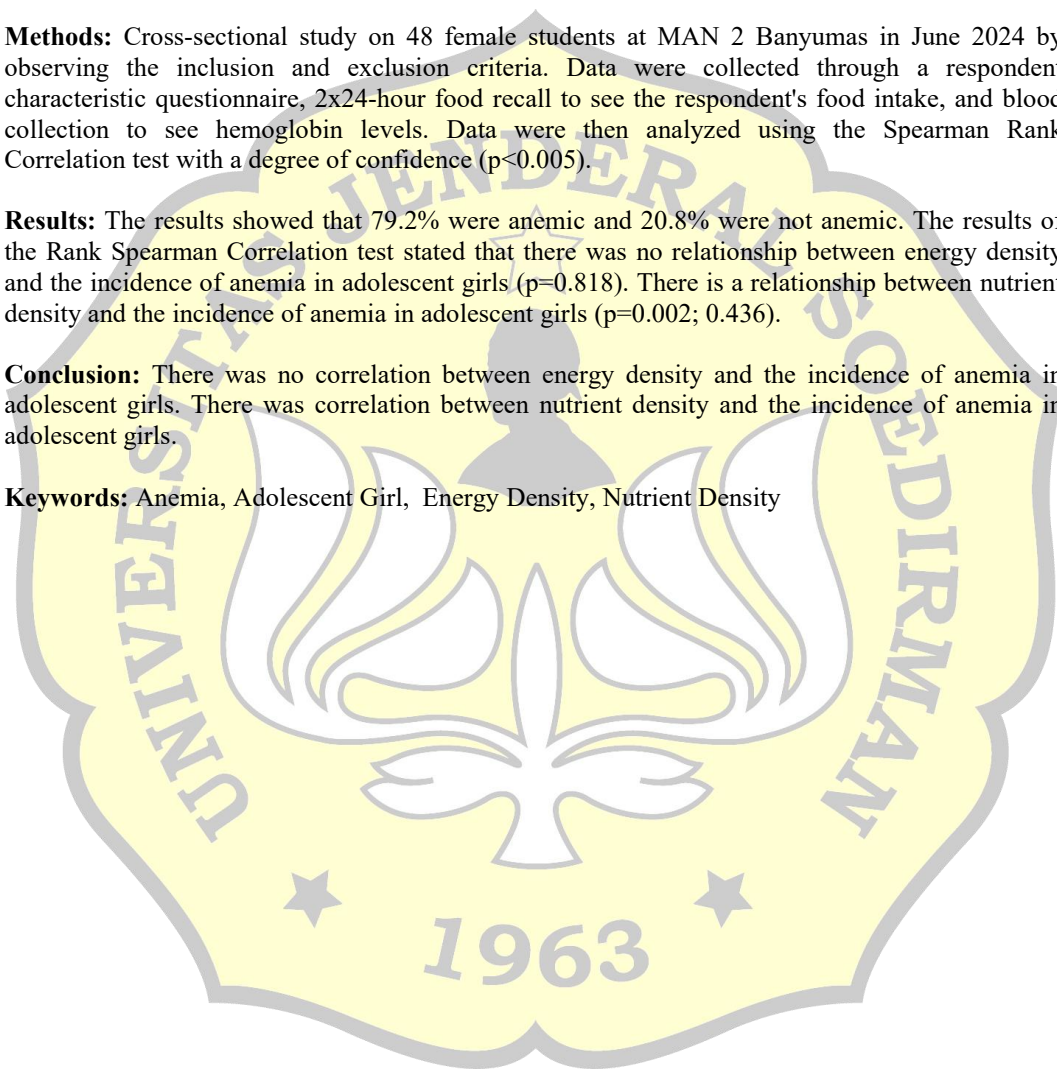 Methods: Cross-sectional study on 48 female students at MAN 2 Banyumas in June 2024 by
observing the inclusion and exclusion criteria. Data were collected through a respondent
characteristic questionnaire, 2x24-hour food recall to see the respondent's food intake, and blood
collection to see hemoglobin levels. Data were then analyzed using the Spearman Rank
Correlation test with a degree of confidence (p<0.005).
Results: The results showed that 79.2% were anemic and 20.8% were not anemic. The results of
the Rank Spearman Correlation test stated that there was no relationship between energy density
and the incidence of anemia in adolescent girls (p=0.818). There is a relationship between nutrient
density and the incidence of anemia in adolescent girls (p=0.002; 0.436).
Conclusion: There was no correlation between energy density and the incidence of anemia in
adolescent girls. There was correlation between nutrient density and the incidence of anemia in
adolescent girls.
Keywords: Anemia, Adolescent Girl, Energy Density, Nutrient Density
UNIVERSITAS JENDERAL SOEDIRMAN
1963